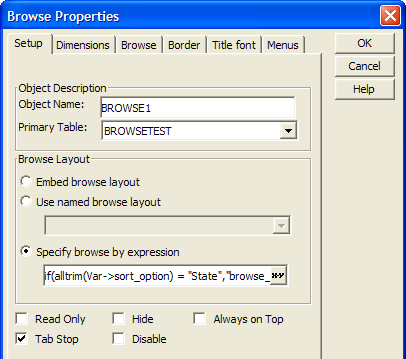 Browse Properties
Setup Dimensions Browse Border Title font Menus
OK
Cancel
Help
Object Description
Object Name: BROWSE1
Primary Table: BROWSETEST
Browse Layout
Embed browse layout
Use named browse layout
Specify browse by expression
if(alltrim(Var->sort_option) = "State","browse_ x-y
Read Only Hide Always on Top
Tab Stop Disable